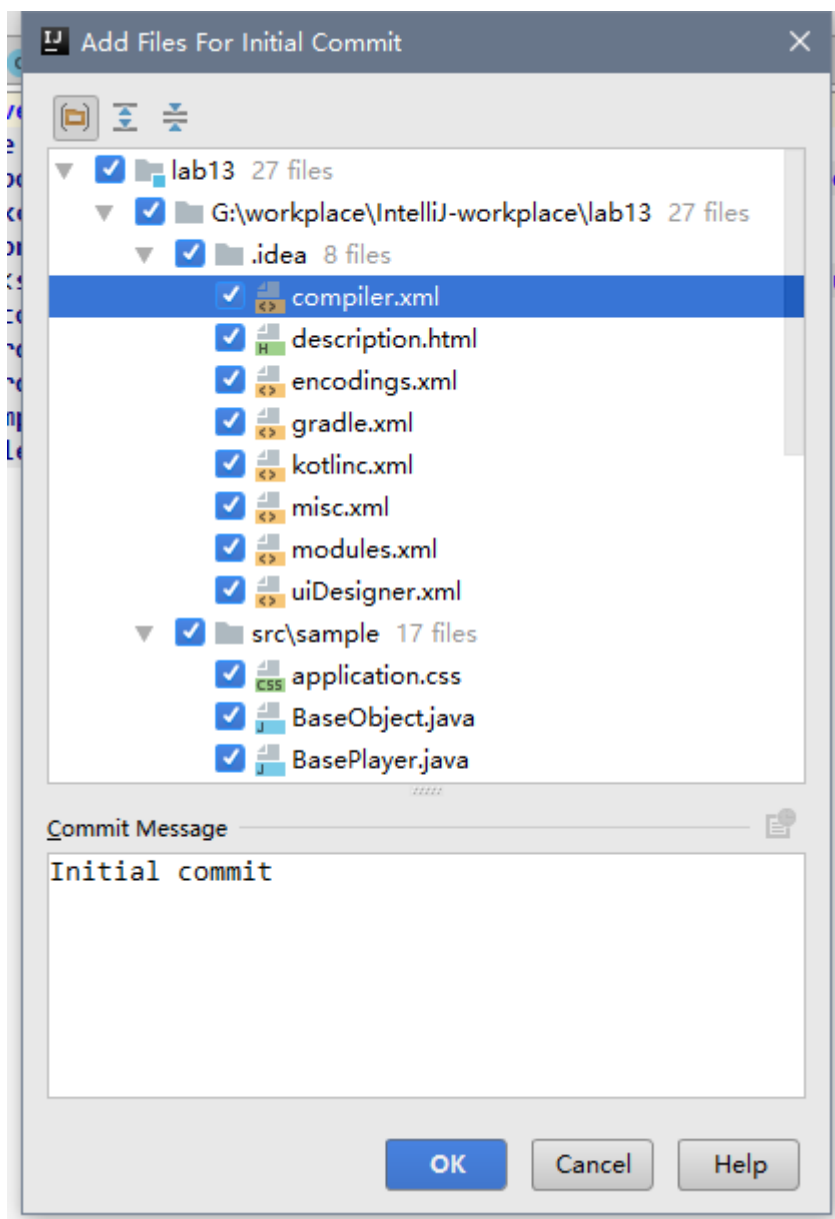 IJ Add Files For Initial Commit
lab13 27 files
G:\workplace\IntelliJ-workplace\lab13 27 files
.idea 8 files
compiler.xml
description.html
encodings.xml
gradle.xml
kotlinc.xml
misc.xml
modules.xml
uiDesigner.xml
src\sample 17 files
application.css
BaseObject.java
BasePlayer.java
Commit Message
Initial commit
OK Cancel Help